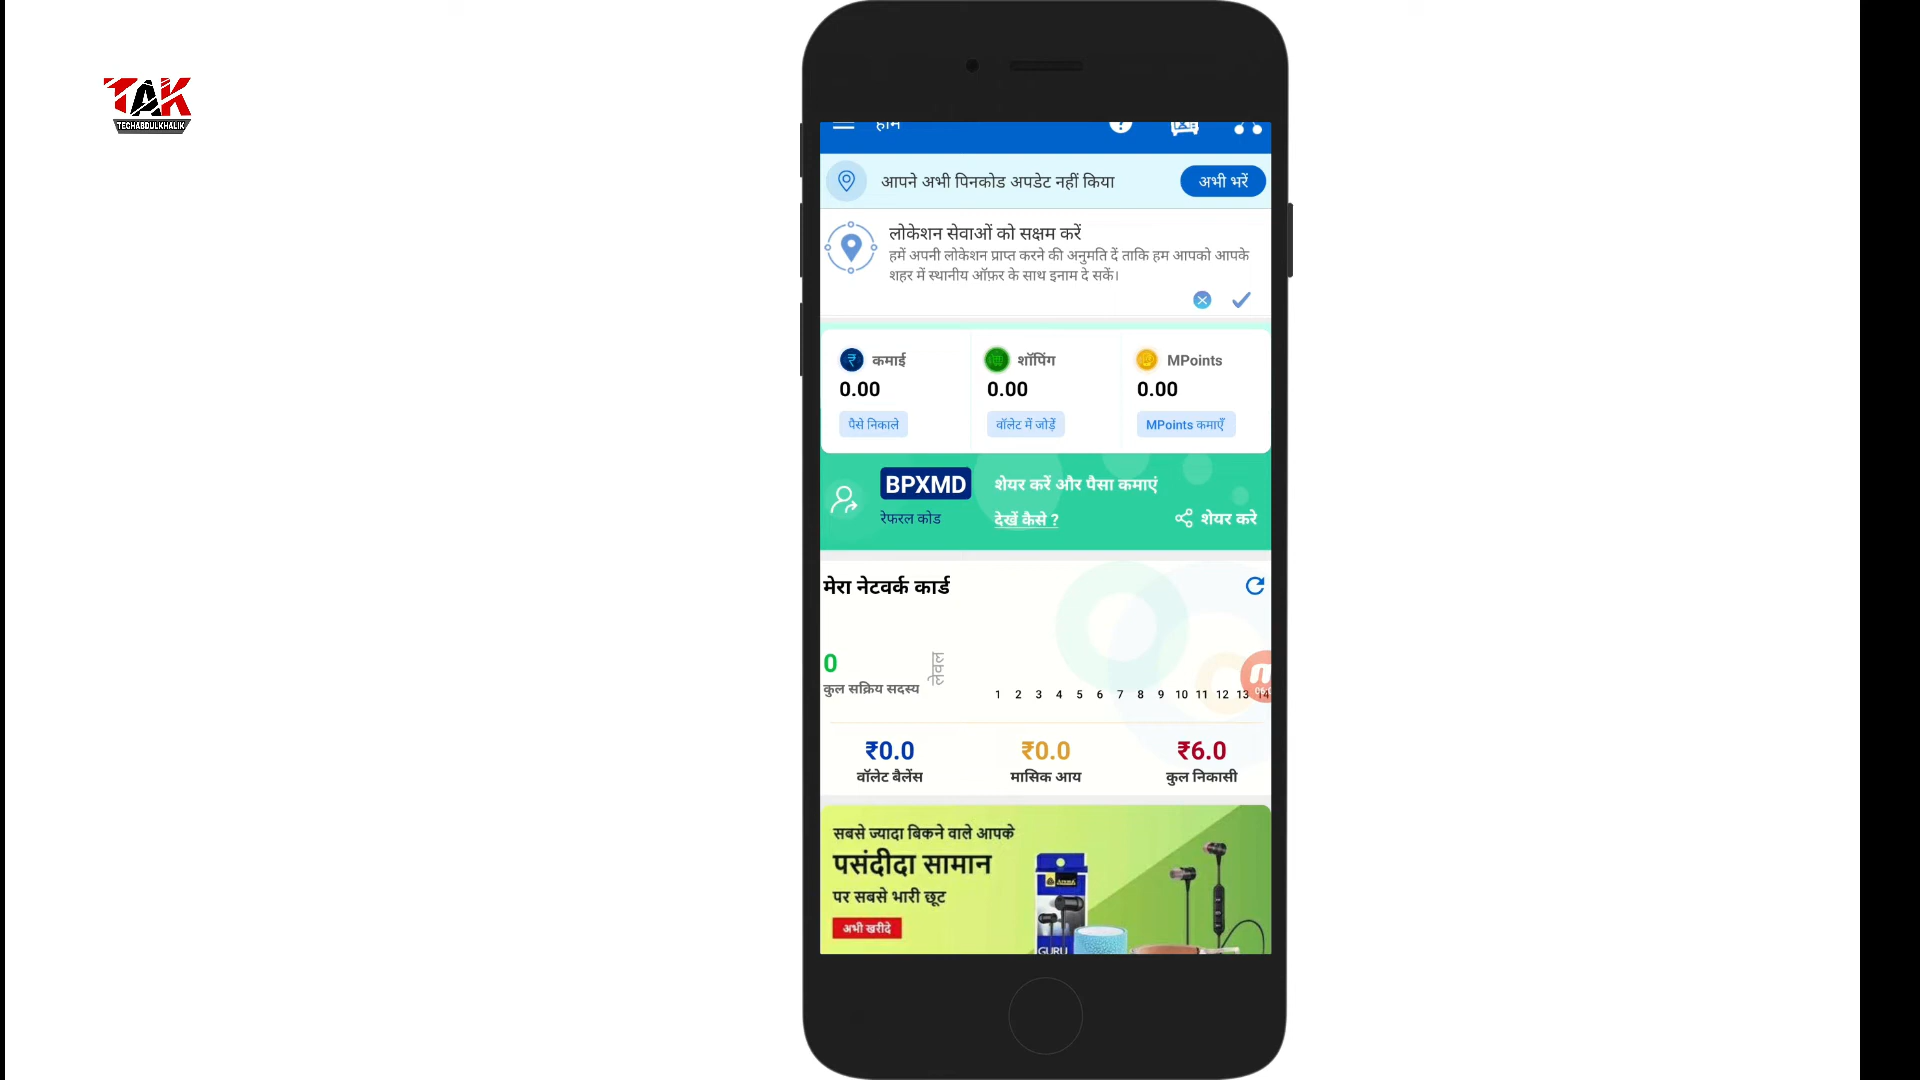 TAK
TECHABDULKHALIK
होम
आपने अभी पिनकोड अपडेट नहीं किया
अभी भरें
लोकेशन सेवाओं को सक्षम करें
हमें अपनी लोकेशन प्राप्त करने की अनुमति दें ताकि हम आपको आपके
शहर में स्थानीय ऑफ़र के साथ इनाम दे सकें।
कमाई
शॉपिंग
MPoints
0.00
0.00
0.00
पैसे निकाले
वॉलेट में जोड़ें
MPoints कमाएँ
BPXMD
शेयर करें और पैसा कमाएं
रेफरल कोड
देखें कैसे ?
शेयर करे
मेरा नेटवर्क कार्ड
0
कुल सक्रिय सदस्य
लेवल
1 2 3 4 5 6 7 8 9 10 11 12 13 14
₹0.0
₹0.0
₹6.0
वॉलेट बैलेंस
मासिक आय
कुल निकासी
सबसे ज्यादा बिकने वाले आपके
पसंदीदा सामान
पर सबसे भारी छूट
अभी खरीदे
GURU